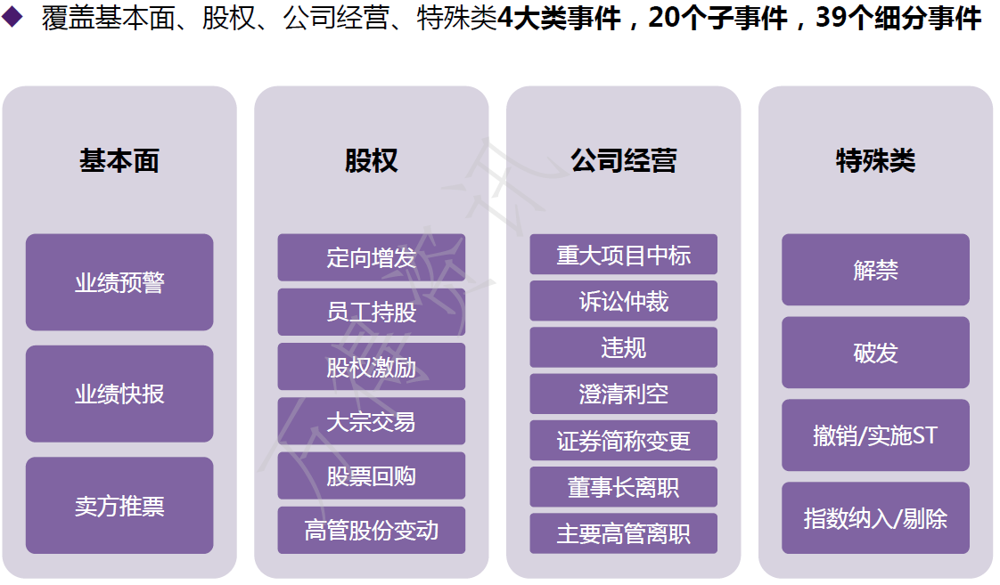 覆盖基本面、股权、公司经营、特殊类4大类事件，20个子事件，39个细分事件
基本面
业绩预警
业绩快报
卖方推票
股权
定向增发
员工持股
股权激励
大宗交易
股票回购
高管股份变动
公司经营
重大项目中标
诉讼仲裁
违规
澄清利空
证券简称变更
董事长离职
主要高管离职
特殊类
解禁
破发
撤销/实施ST
指数纳入/剔除
万得资讯